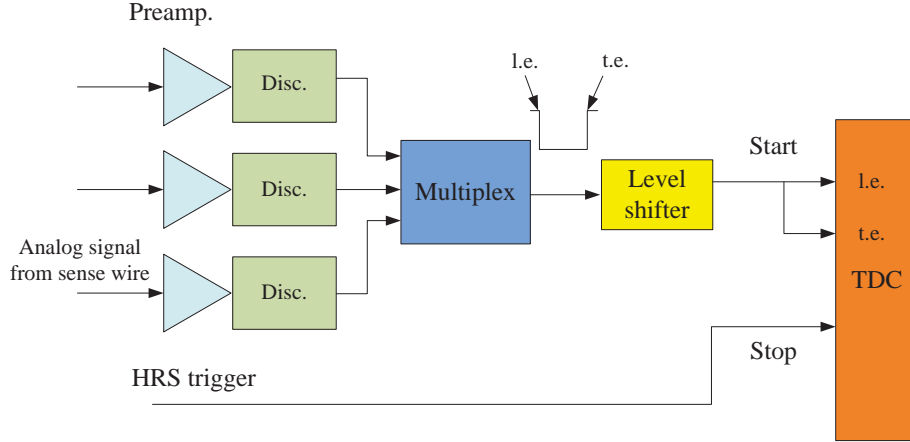 Preamp.
l.e.
t.e.
Disc.
Start
Multiplex
Level
shifter
l.e.
Disc.
t.e.
Analog signal
from sense wire
Disc.
TDC
Stop
HRS trigger